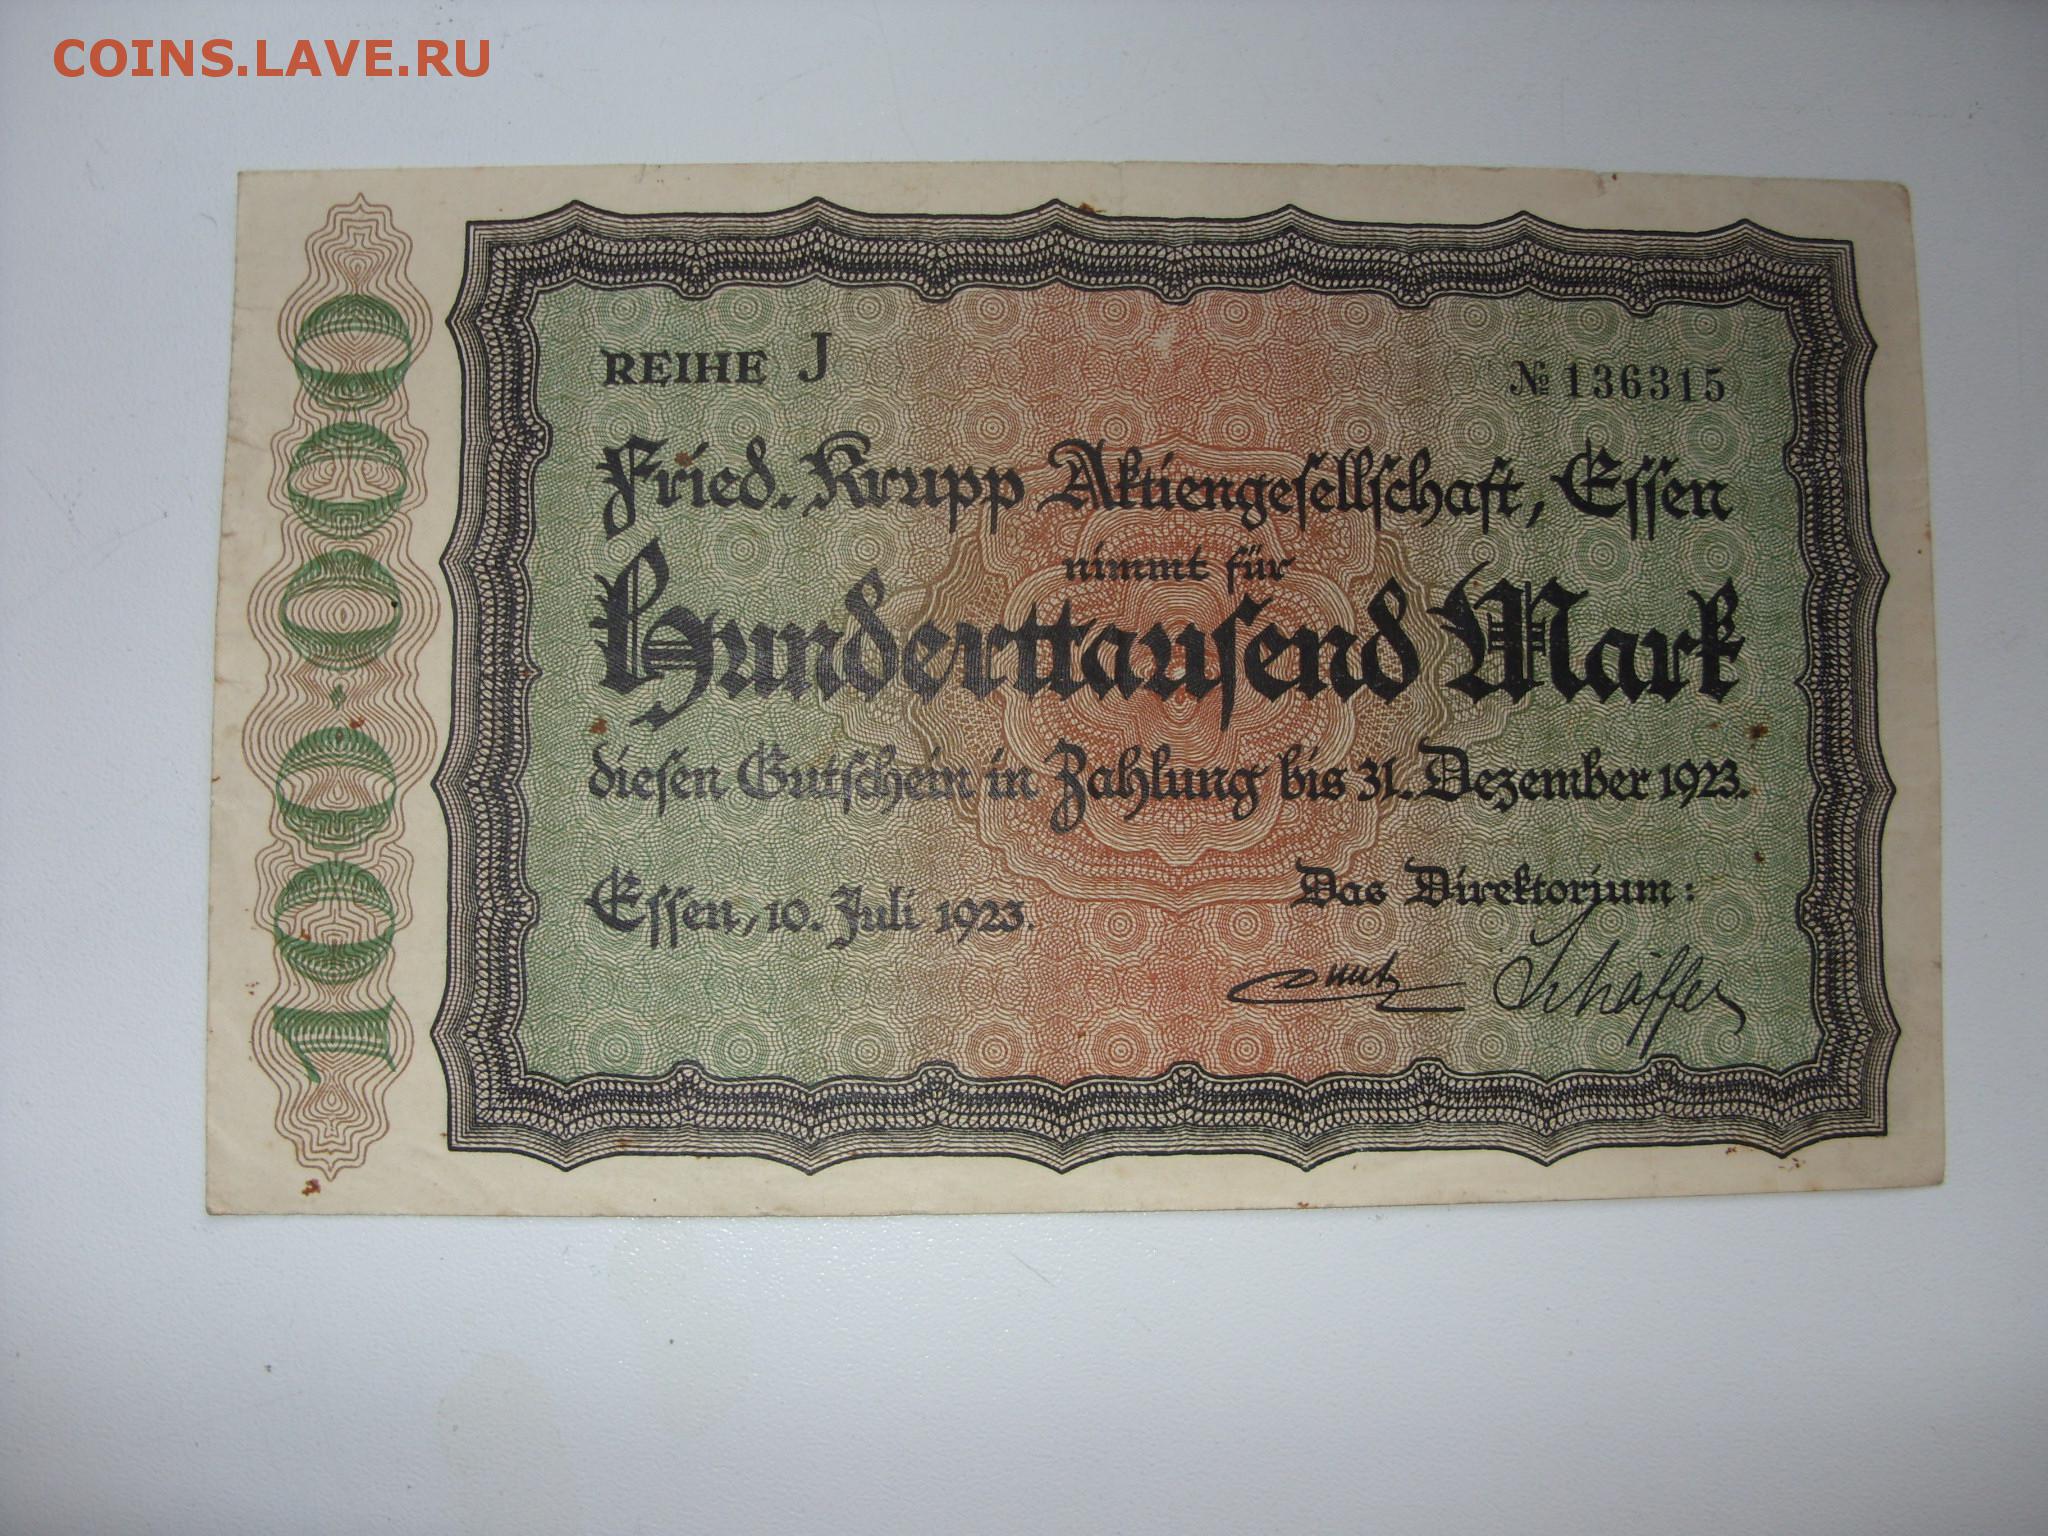 COINS.LAVE.RU
REIHE J
№ 136315
Fried. Krupp Aktiengesellschaft, Essen
nimmt für
Hunderttausend Mark
diesen Gutschein in Zahlung bis 31. Dezember 1923.
Essen, 10. Juli 1923.
Das Direktorium:
Schäffer
100·000